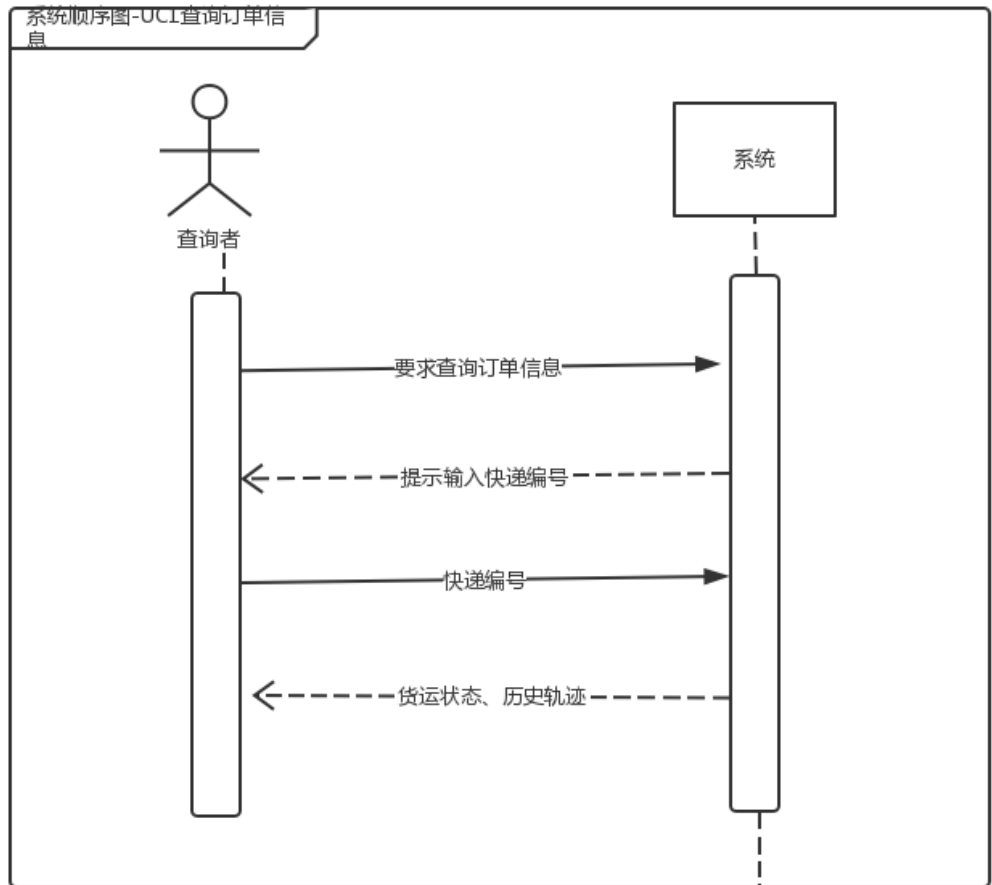 系统顺序图-UC1查询订单信
息
系统
查询者
要求查询订单信息
提示输入快递编号
快递编号
货运状态、历史轨迹